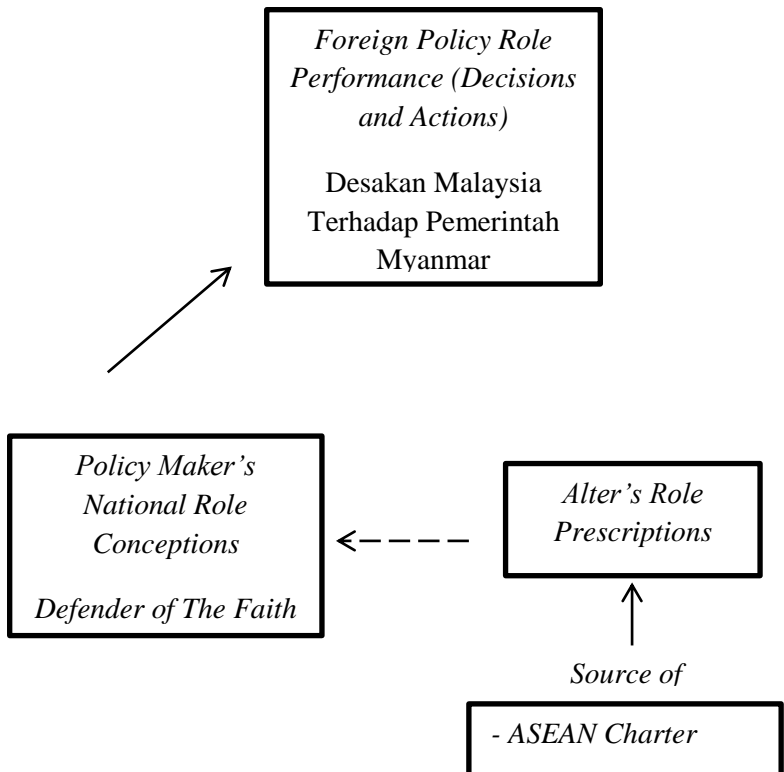 Foreign Policy Role
Performance (Decisions
and Actions)
Desakan Malaysia
Terhadap Pemerintah
Myanmar
Policy Maker’s
National Role
Conceptions
Defender of The Faith
Alter’s Role
Prescriptions
Source of
- ASEAN Charter